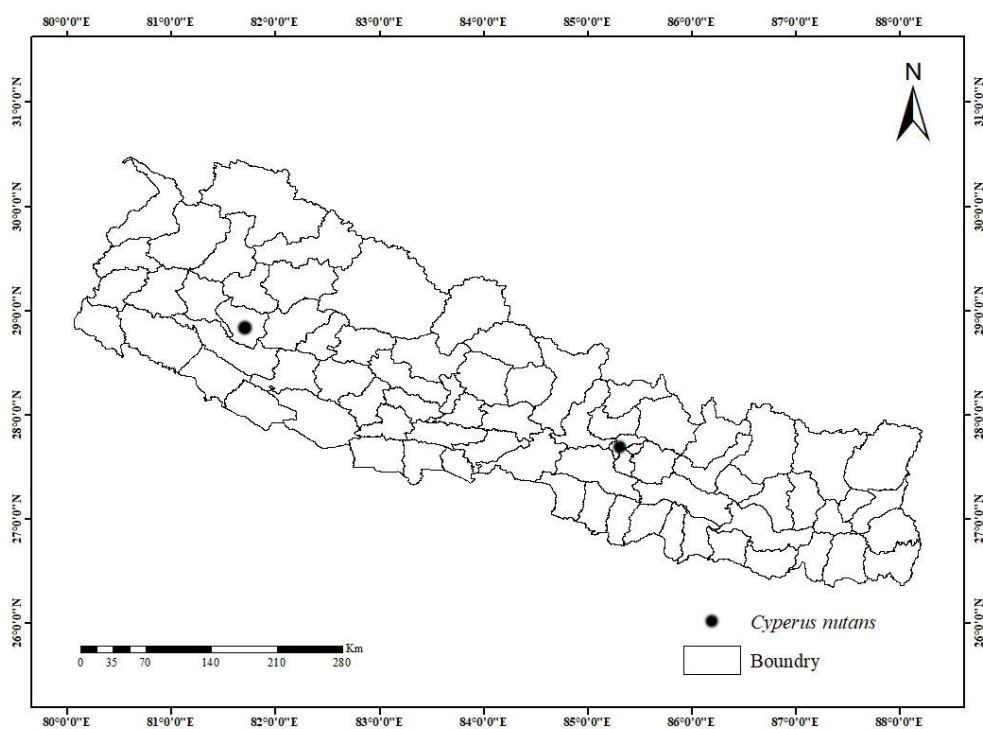 80°0'0"E 81°0'0"E 82°0'0"E 83°0'0"E 84°0'0"E 85°0'0"E 86°0'0"E 87°0'0"E 88°0'0"E
N
31°0'0"N 31°0'0"N
30°0'0"N 30°0'0"N
29°0'0"N 29°0'0"N
28°0'0"N 28°0'0"N
27°0'0"N 27°0'0"N
26°0'0"N 26°0'0"N
Cyperus nutans
Boundry
Km
0 35 70 140 210 280
80°0'0"E 81°0'0"E 82°0'0"E 83°0'0"E 84°0'0"E 85°0'0"E 86°0'0"E 87°0'0"E 88°0'0"E